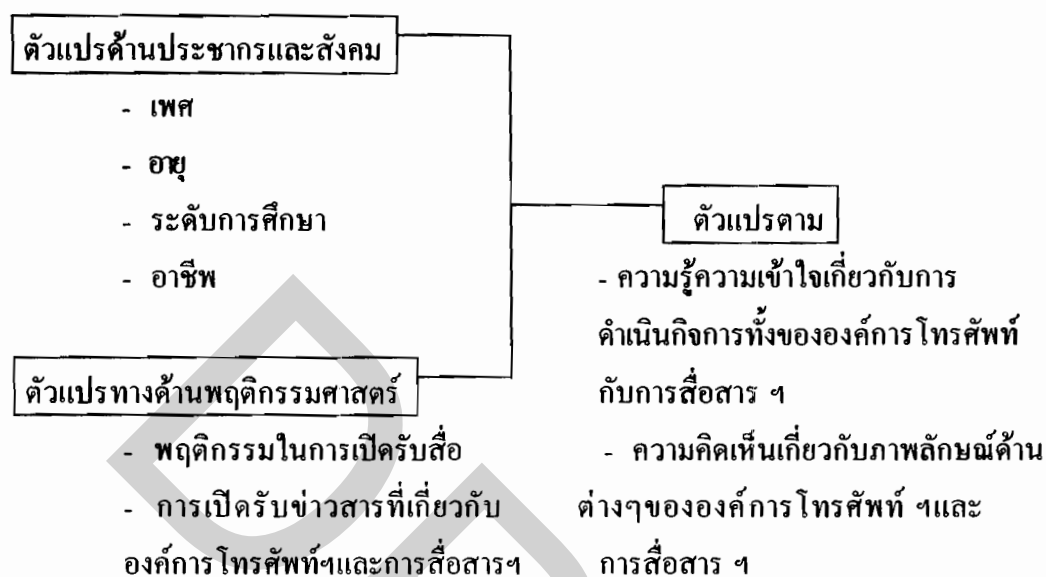 ตัวแปรด้านประชากรและสังคม
- เพศ
- อายุ
- ระดับการศึกษา
- อาชีพ
ตัวแปรทางด้านพฤติกรรมศาสตร์
- พฤติกรรมในการเปิดรับสื่อ
- การเปิดรับข่าวสารที่เกี่ยวกับ
องค์การโทรศัพท์ฯและการสื่อสารฯ
ตัวแปรตาม
- ความรู้ความเข้าใจเกี่ยวกับการ
ดำเนินกิจการทั้งขององค์การโทรศัพท์
กับการสื่อสาร ฯ
- ความคิดเห็นเกี่ยวกับภาพลักษณ์ด้าน
ต่างๆขององค์การโทรศัพท์ ฯและ
การสื่อสาร ฯ